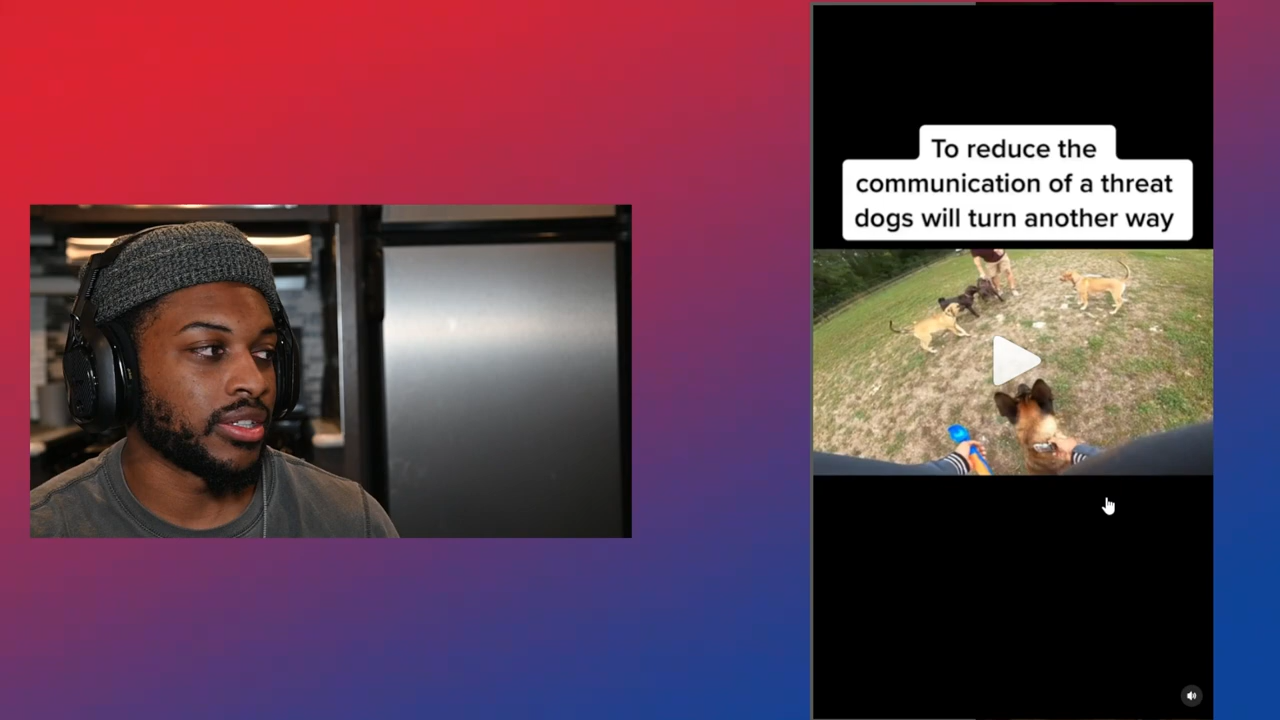 To reduce the
communication of a threat
dogs will turn another way